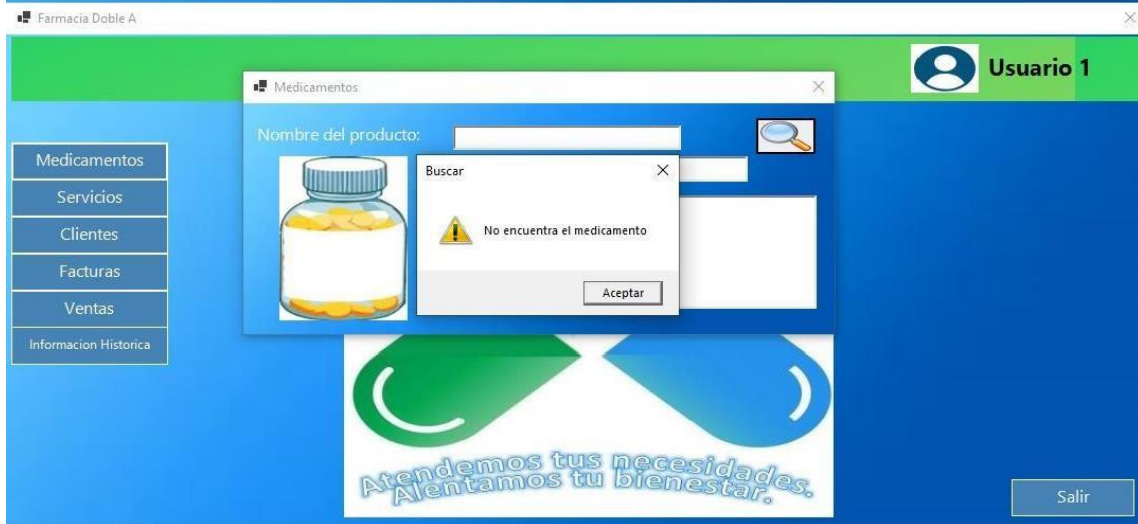 Farmacia Doble A
Usuario 1
Medicamentos
Nombre del producto:
Medicamentos
Servicios
Clientes
Facturas
Ventas
Informacion Historica
Buscar
No encuentra el medicamento
Aceptar
Atendemos tus necesidades.
Alentamos tu bienestar.
Salir